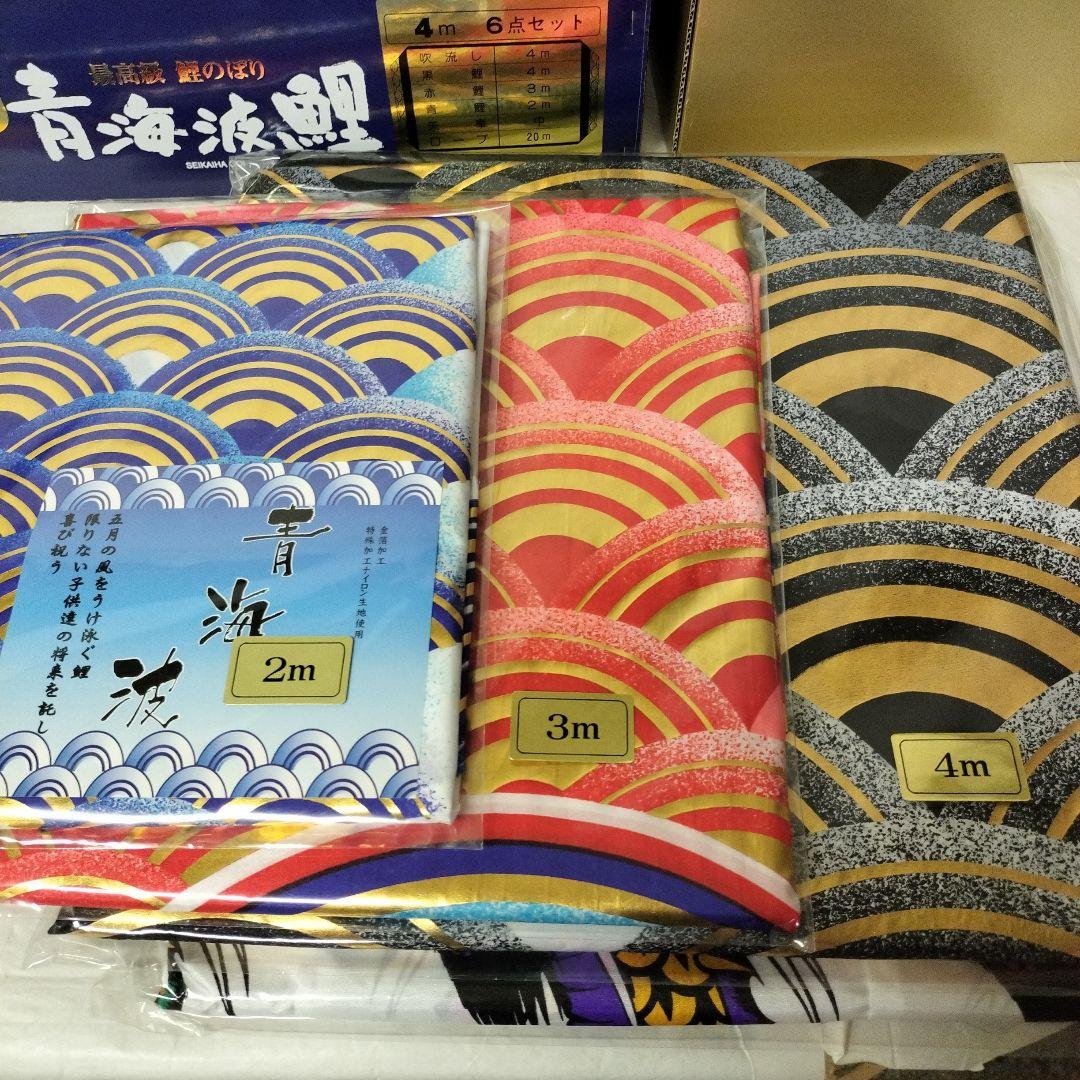 最高級 鯉のぼり
青海波鯉
SEIKAIHA
4m 6点セット
吹流し 4m
黒鯉 4m
赤鯉 3m
青鯉 2m
矢車 中
ロープ 20m
青海波
金箔加工
特殊加工ナイロン生地使用
五月の風をうけ泳ぐ鯉
限りない子供達の将来を託し
喜び祝う
2m
3m
4m